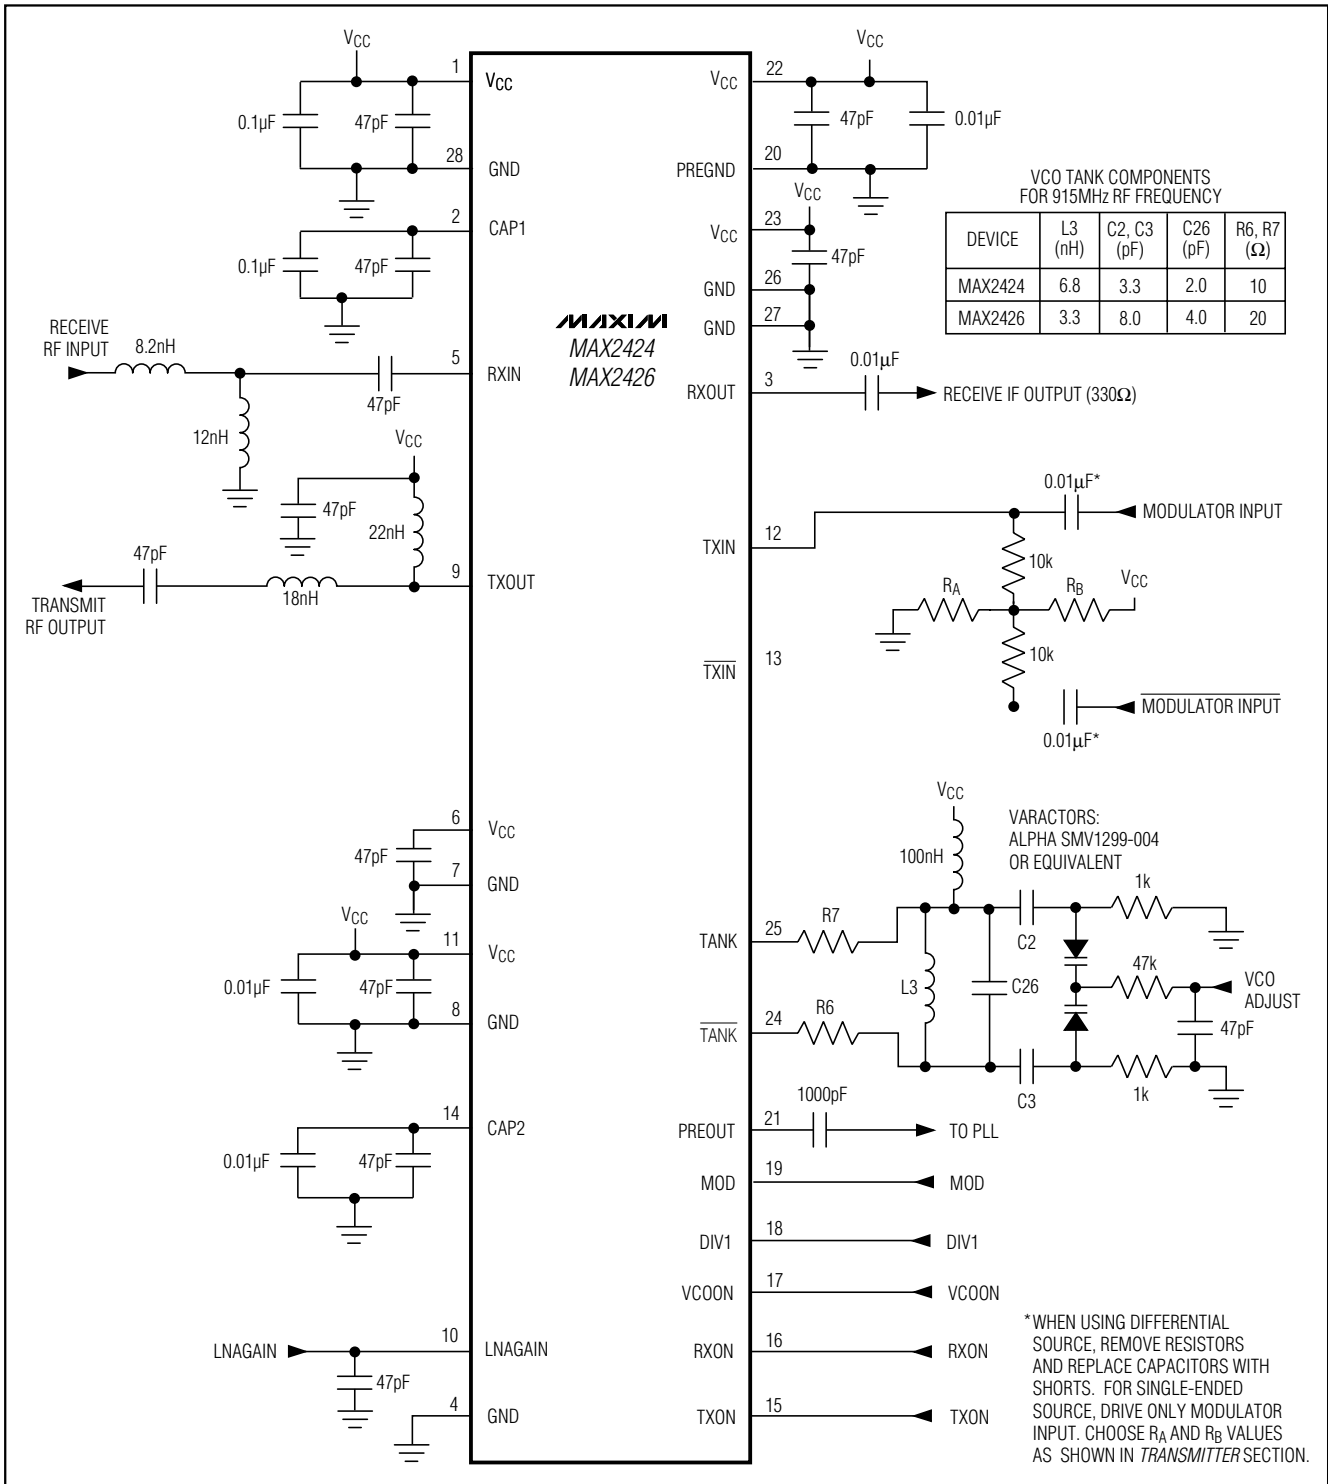 VCC
1
VCC
0.1µF
47pF
28
GND
2
CAP1
0.1µF
47pF
RECEIVE
RF INPUT
8.2nH
5
RXIN
47pF
12nH
VCC
47pF
22nH
47pF
9
TXOUT
18nH
TRANSMIT
RF OUTPUT
6
VCC
47pF
7
GND
VCC
11
VCC
0.01µF
47pF
8
GND
14
CAP2
0.01µF
47pF
LNAGAIN
10
LNAGAIN
47pF
4
GND
MAXIM
MAX2424
MAX2426
VCC
22
VCC
47pF
0.01µF
20
PREGND
VCC
23
VCC
47pF
26
GND
27
GND
0.01µF
3
RXOUT
RECEIVE IF OUTPUT (330Ω)
VCO TANK COMPONENTS
FOR 915MHz RF FREQUENCY
DEVICE L3 (nH) C2, C3 (pF) C26 (pF) R6, R7 (Ω)
MAX2424 6.8 3.3 2.0 10
MAX2426 3.3 8.0 4.0 20
0.01µF*
MODULATOR INPUT
12
TXIN
10k
RA
RB
VCC
10k
13
TXIN
MODULATOR INPUT
0.01µF*
VCC
VARACTORS:
ALPHA SMV1299-004
OR EQUIVALENT
100nH
1k
25
TANK
R7
C2
47k
VCO
ADJUST
L3
C26
24
TANK
R6
47pF
C3
1k
1000pF
21
PREOUT
TO PLL
19
MOD
MOD
18
DIV1
DIV1
17
VCOON
VCOON
16
RXON
RXON
15
TXON
TXON
*WHEN USING DIFFERENTIAL
SOURCE, REMOVE RESISTORS
AND REPLACE CAPACITORS WITH
SHORTS. FOR SINGLE-ENDED
SOURCE, DRIVE ONLY MODULATOR
INPUT. CHOOSE RA AND RB VALUES
AS SHOWN IN TRANSMITTER SECTION.